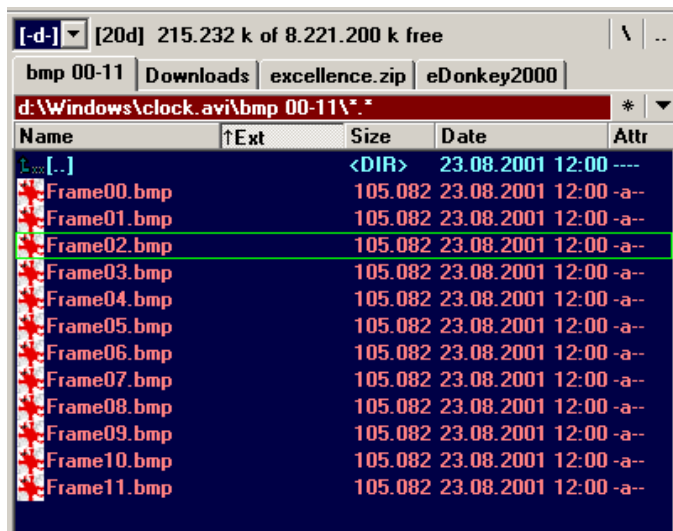 [-d-] [20d] 215.232 k of 8.221.200 k free \ ..
bmp 00-11 Downloads excellence.zip eDonkey2000
d:\Windows\clock.avi\bmp 00-11\*.* *
Name ↑Ext Size Date Attr
[..] <DIR> 23.08.2001 12:00 ----
Frame00.bmp 105.082 23.08.2001 12:00 -a--
Frame01.bmp 105.082 23.08.2001 12:00 -a--
Frame02.bmp 105.082 23.08.2001 12:00 -a--
Frame03.bmp 105.082 23.08.2001 12:00 -a--
Frame04.bmp 105.082 23.08.2001 12:00 -a--
Frame05.bmp 105.082 23.08.2001 12:00 -a--
Frame06.bmp 105.082 23.08.2001 12:00 -a--
Frame07.bmp 105.082 23.08.2001 12:00 -a--
Frame08.bmp 105.082 23.08.2001 12:00 -a--
Frame09.bmp 105.082 23.08.2001 12:00 -a--
Frame10.bmp 105.082 23.08.2001 12:00 -a--
Frame11.bmp 105.082 23.08.2001 12:00 -a--